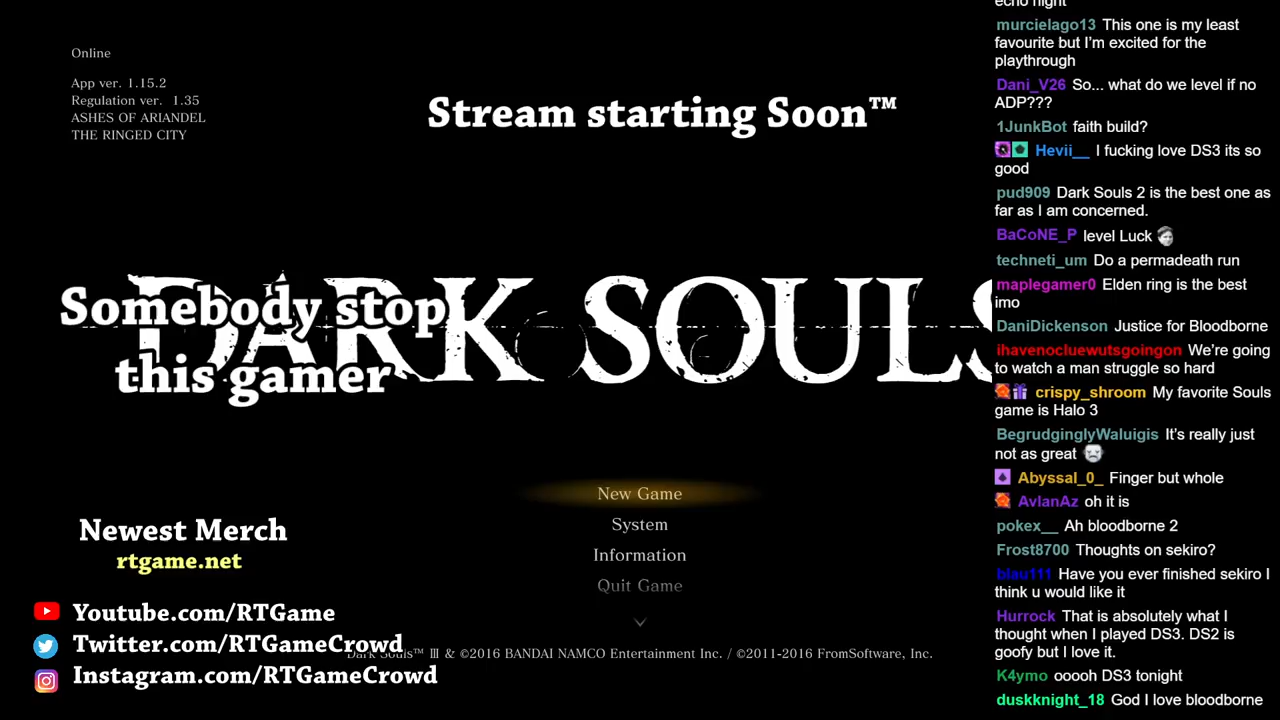 Online
App ver. 1.15.2
Regulation ver. 1.35
ASHES OF ARIANDEL
THE RINGED CITY
Stream starting Soon™
DARK SOULS
Somebody stop
this gamer
New Game
System
Information
Quit Game
Newest Merch
rtgame.net
Youtube.com/RTGame
Twitter.com/RTGameCrowd
Instagram.com/RTGameCrowd
Dark Souls™ Ⅲ & ©2016 BANDAI NAMCO Entertainment Inc. / ©2011-2016 FromSoftware, Inc.
echo night
murcielago13 This one is my least
favourite but I'm excited for the
playthrough
Dani_V26 So... what do we level if no
ADP???
1JunkBot faith build?
Hevii__ I fucking love DS3 its so
good
pud909 Dark Souls 2 is the best one as
far as I am concerned.
BaCoNE_P level Luck
techneti_um Do a permadeath run
maplegamer0 Elden ring is the best
imo
DaniDickenson Justice for Bloodborne
ihavenocluewutsgoingon We're going
to watch a man struggle so hard
crispy_shroom My favorite Souls
game is Halo 3
BegrudginglyWaluigis It's really just
not as great
Abyssal_0_ Finger but whole
AvlanAz oh it is
pokex__ Ah bloodborne 2
Frost8700 Thoughts on sekiro?
blau111 Have you ever finished sekiro I
think u would like it
Hurrock That is absolutely what I
thought when I played DS3. DS2 is
goofy but I love it.
K4ymo ooooh DS3 tonight
duskknight_18 God I love bloodborne